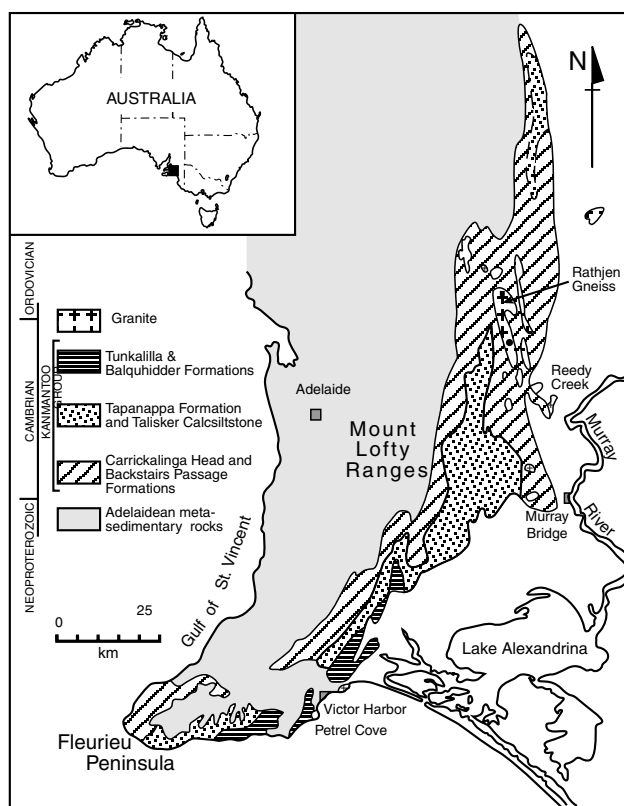 AUSTRALIA
N
ORDOVICIAN
CAMBRIAN
KANMANTOO
GROUP
NEOPROTEROZOIC
Granite
Tunkalilla &
Balquhidder Formations
Tapanappa Formation
and Talisker Calcsiltstone
Carrickalinga Head and
Backstairs Passage
Formations
Adelaidean meta-
sedimentary rocks
0 25
km
Gulf of St. Vincent
Adelaide
Mount
Lofty
Ranges
Rathjen
Gneiss
Reedy
Creek
Murray
River
Murray
Bridge
Lake Alexandrina
Victor Harbor
Petrel Cove
Fleurieu
Peninsula